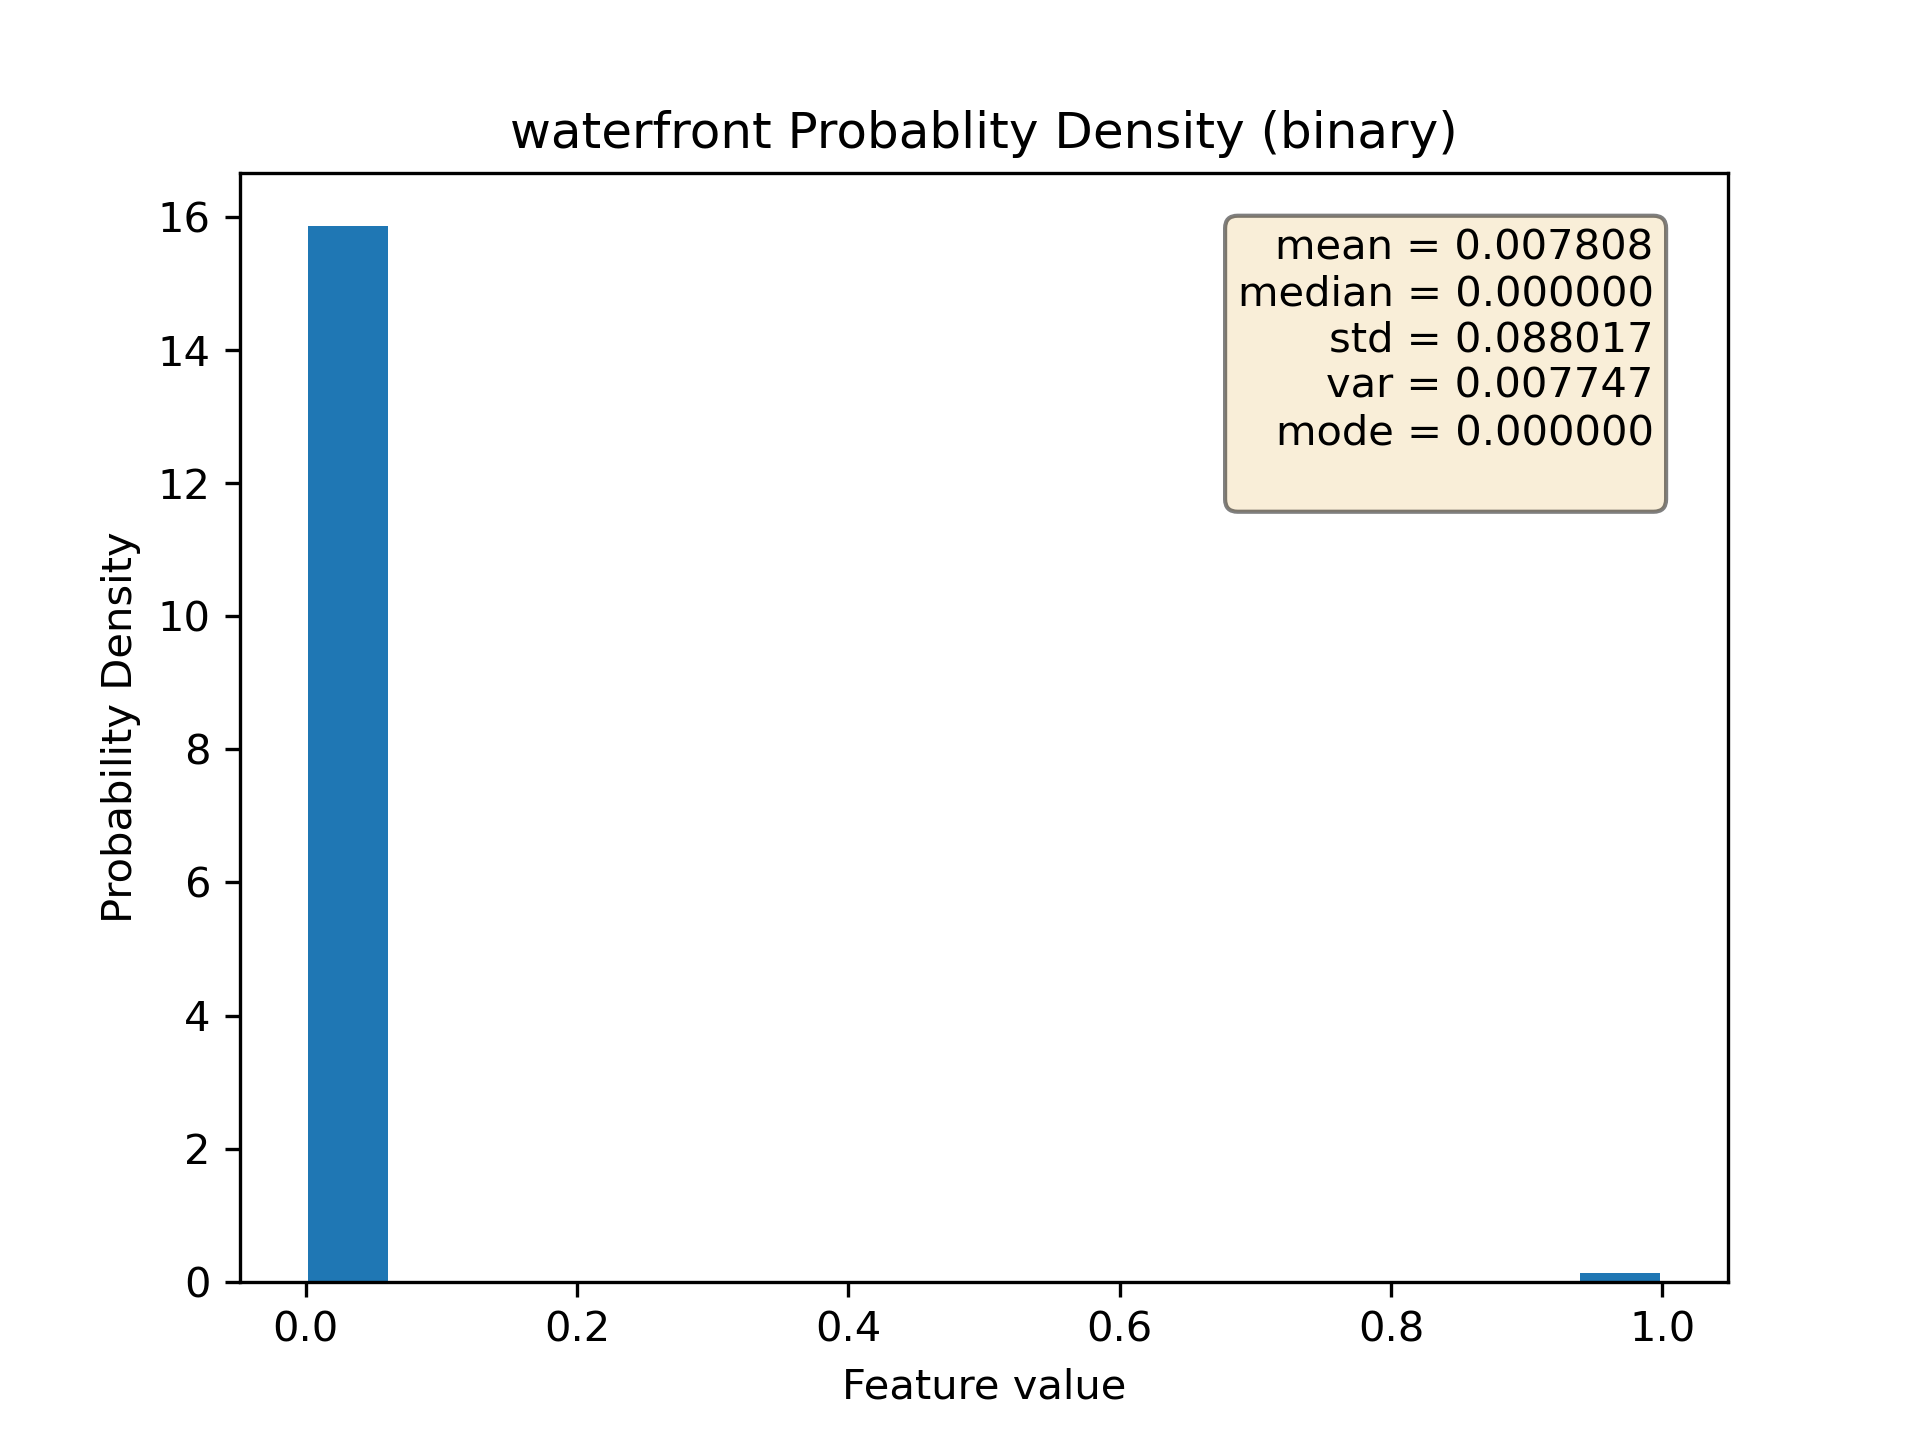 waterfront Probablity Density (binary)
mean = 0.007808
median = 0.000000
std = 0.088017
var = 0.007747
mode = 0.000000
Probability Density
16
14
12
10
8
6
4
2
0
0.0 0.2 0.4 0.6 0.8 1.0
Feature value